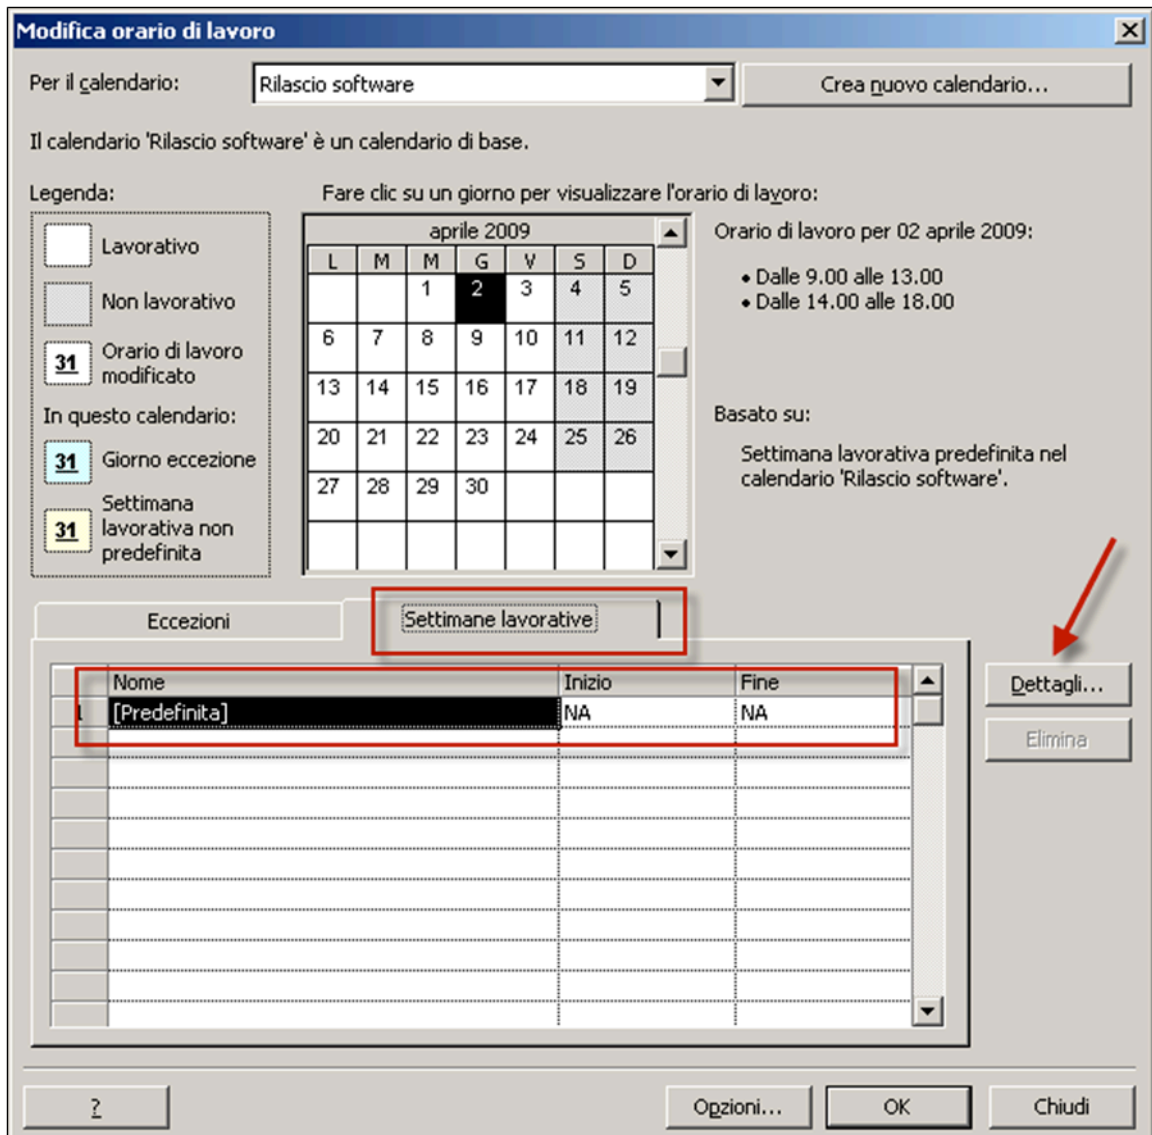 Modifica orario di lavoro
Per il calendario:
Rilascio software
Crea nuovo calendario...
Il calendario 'Rilascio software' è un calendario di base.
Legenda:
Lavorativo
Non lavorativo
31
Orario di lavoro
modificato
In questo calendario:
31
Giorno eccezione
31
Settimana
lavorativa non
predefinita
Fare clic su un giorno per visualizzare l'orario di lavoro:
aprile 2009
L M M G V S D
1 2 3 4 5
6 7 8 9 10 11 12
13 14 15 16 17 18 19
20 21 22 23 24 25 26
27 28 29 30
Orario di lavoro per 02 aprile 2009:
• Dalle 9.00 alle 13.00
• Dalle 14.00 alle 18.00
Basato su:
Settimana lavorativa predefinita nel
calendario 'Rilascio software'.
Eccezioni
Settimane lavorative
Nome Inizio Fine
1 [Predefinita] NA NA
Dettagli...
Elimina
?
Opzioni...
OK
Chiudi